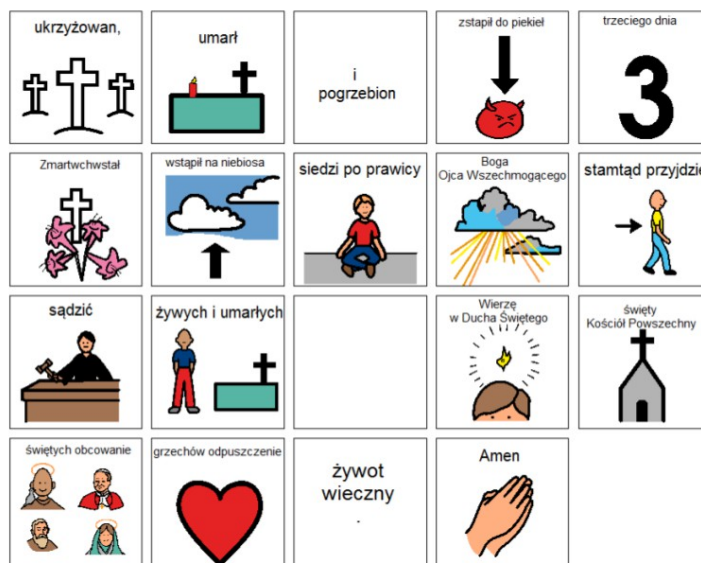 ukrzyżowan,
umarł
i
pogrzebion
zstąpił do piekieł
trzeciego dnia
3
Zmartwchwstał
wstąpił na niebiosa
siedzi po prawicy
Boga
Ojca Wszechmogącego
stamtąd przyjdzie
sądzić
żywych i umarłych
Wierzę
w Ducha Świętego
święty
Kościół Powszechny
świętych obcowanie
grzechów odpuszczenie
żywot
wieczny
.
Amen